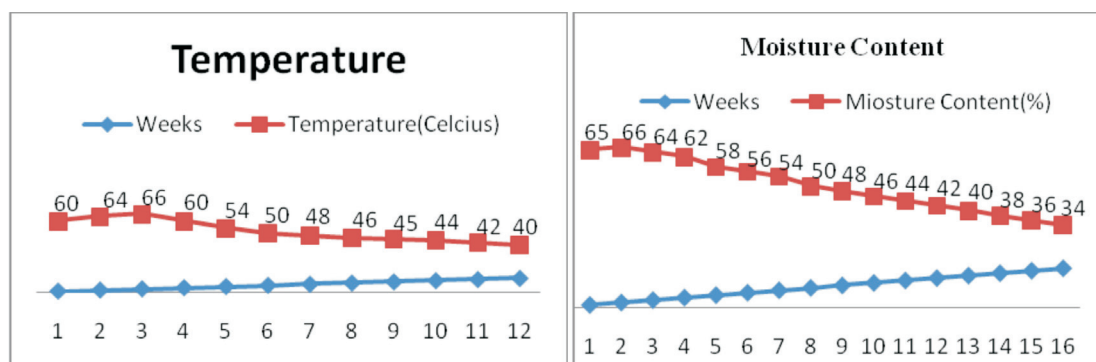 Temperature
Weeks Temperature(Celcius)
60 64 66 60 54 50 48 46 45 44 42 40
1 2 3 4 5 6 7 8 9 10 11 12
Moisture Content
Weeks Miosture Content(%)
65 66 64 62 58 56 54 50 48 46 44 42 40 38 36 34
1 2 3 4 5 6 7 8 9 10 11 12 13 14 15 16